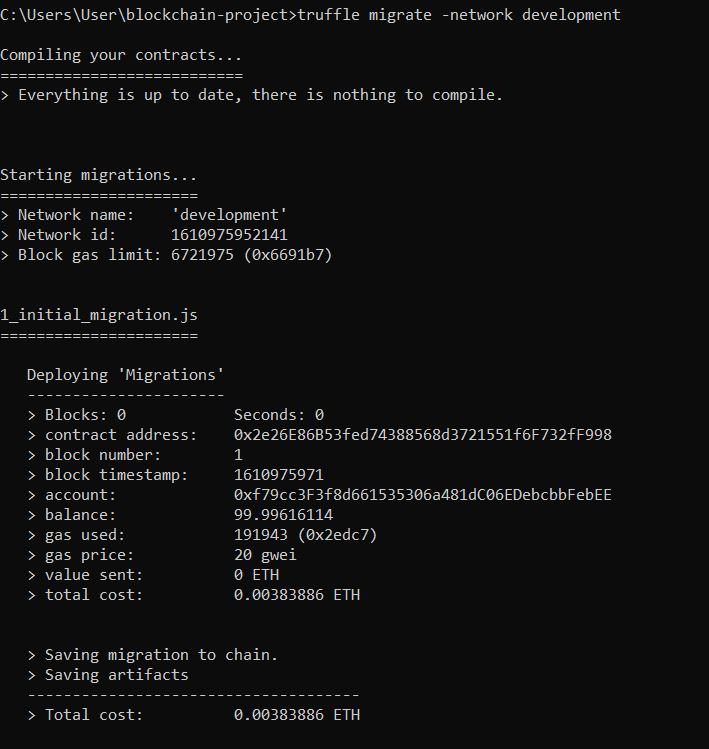 C:\Users\User\blockchain-project>truffle migrate -network development
Compiling your contracts...
===========================
> Everything is up to date, there is nothing to compile.
Starting migrations...
======================
> Network name:    'development'
> Network id:      1610975952141
> Block gas limit: 6721975 (0x6691b7)
1_initial_migration.js
======================
   Deploying 'Migrations'
   ----------------------
   > Blocks: 0            Seconds: 0
   > contract address:    0x2e26E86B53fed74388568d3721551f6F732fF998
   > block number:        1
   > block timestamp:     1610975971
   > account:             0xf79cc3F3f8d661535306a481dC06EDebcbbFebEE
   > balance:             99.99616114
   > gas used:            191943 (0x2edc7)
   > gas price:           20 gwei
   > value sent:          0 ETH
   > total cost:          0.00383886 ETH
   > Saving migration to chain.
   > Saving artifacts
   -------------------------------------
   > Total cost:          0.00383886 ETH